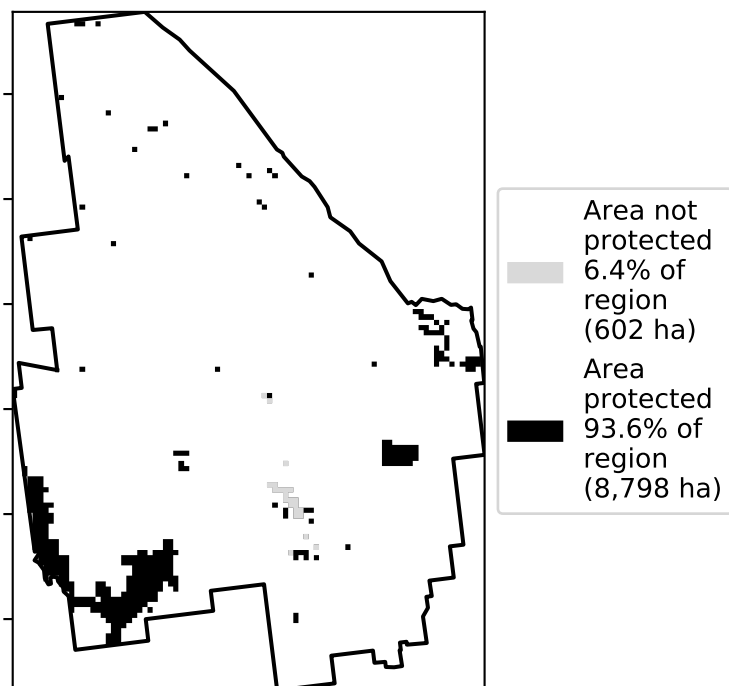 Area not
protected
6.4% of
region
(602 ha)
Area
protected
93.6% of
region
(8,798 ha)